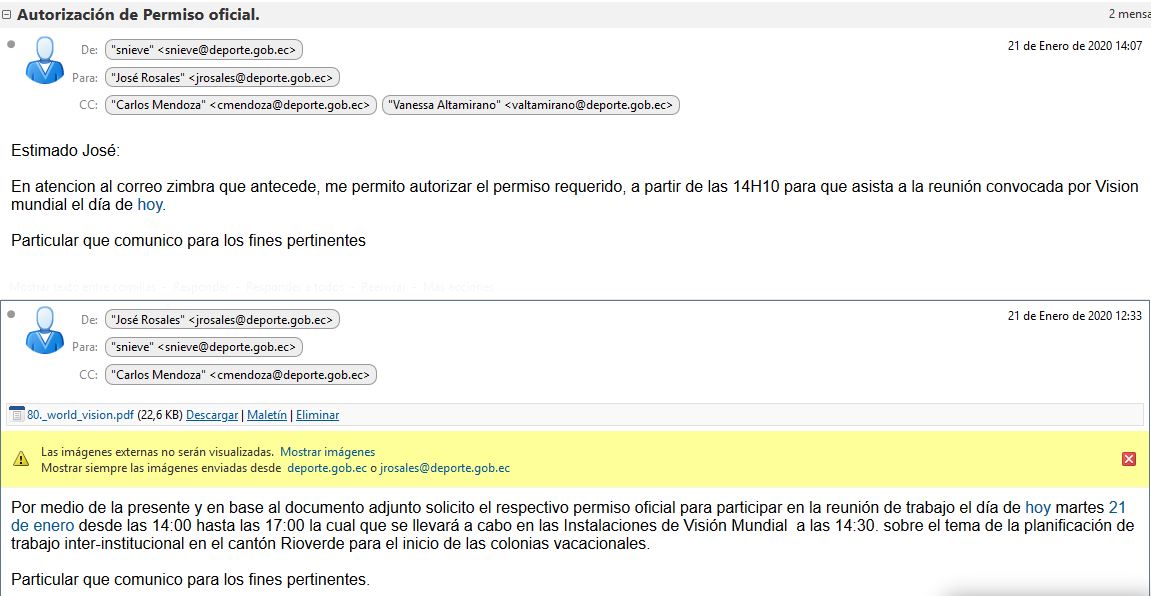 Autorización de Permiso oficial.
2 mensa
De: "snieve" <snieve@deporte.gob.ec>
21 de Enero de 2020 14:07
Para: "José Rosales" <jrosales@deporte.gob.ec>
CC: "Carlos Mendoza" <cmendoza@deporte.gob.ec> "Vanessa Altamirano" <valtamirano@deporte.gob.ec>
Estimado José:
En atencion al correo zimbra que antecede, me permito autorizar el permiso requerido, a partir de las 14H10 para que asista a la reunión convocada por Vision
mundial el día de hoy.
Particular que comunico para los fines pertinentes
Mostrar texto entre comillas - Responder - Responder a todos - Reenviar - Más acciones
De: "José Rosales" <jrosales@deporte.gob.ec>
21 de Enero de 2020 12:33
Para: "snieve" <snieve@deporte.gob.ec>
CC: "Carlos Mendoza" <cmendoza@deporte.gob.ec>
80._world_vision.pdf (22,6 KB) Descargar | Maletín | Eliminar
Las imágenes externas no serán visualizadas. Mostrar imágenes
Mostrar siempre las imágenes enviadas desde deporte.gob.ec o jrosales@deporte.gob.ec
Por medio de la presente y en base al documento adjunto solicito el respectivo permiso oficial para participar en la reunión de trabajo el día de hoy martes 21
de enero desde las 14:00 hasta las 17:00 la cual que se llevará a cabo en las Instalaciones de Visión Mundial a las 14:30. sobre el tema de la planificación de
trabajo inter-institucional en el cantón Rioverde para el inicio de las colonias vacacionales.
Particular que comunico para los fines pertinentes.